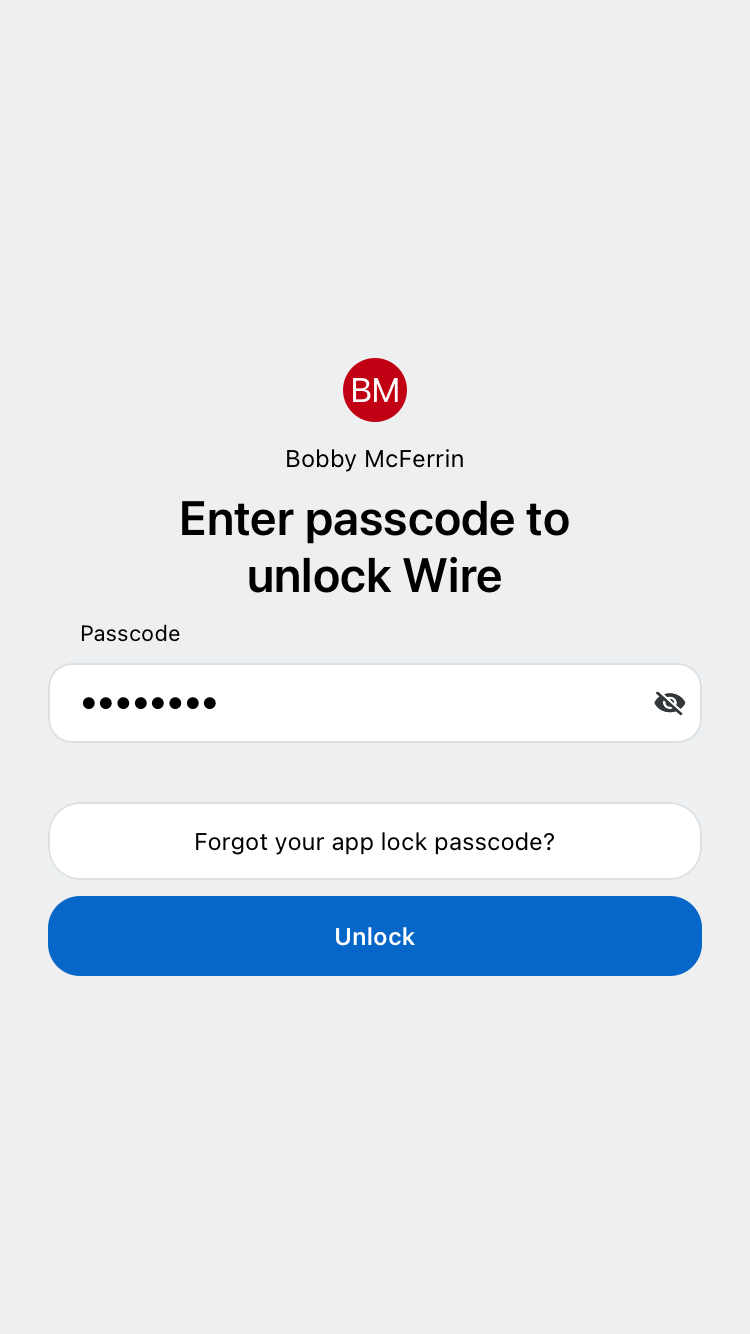 BM
Bobby McFerrin
Enter passcode to
unlock Wire
Passcode
••••••••
Forgot your app lock passcode?
Unlock